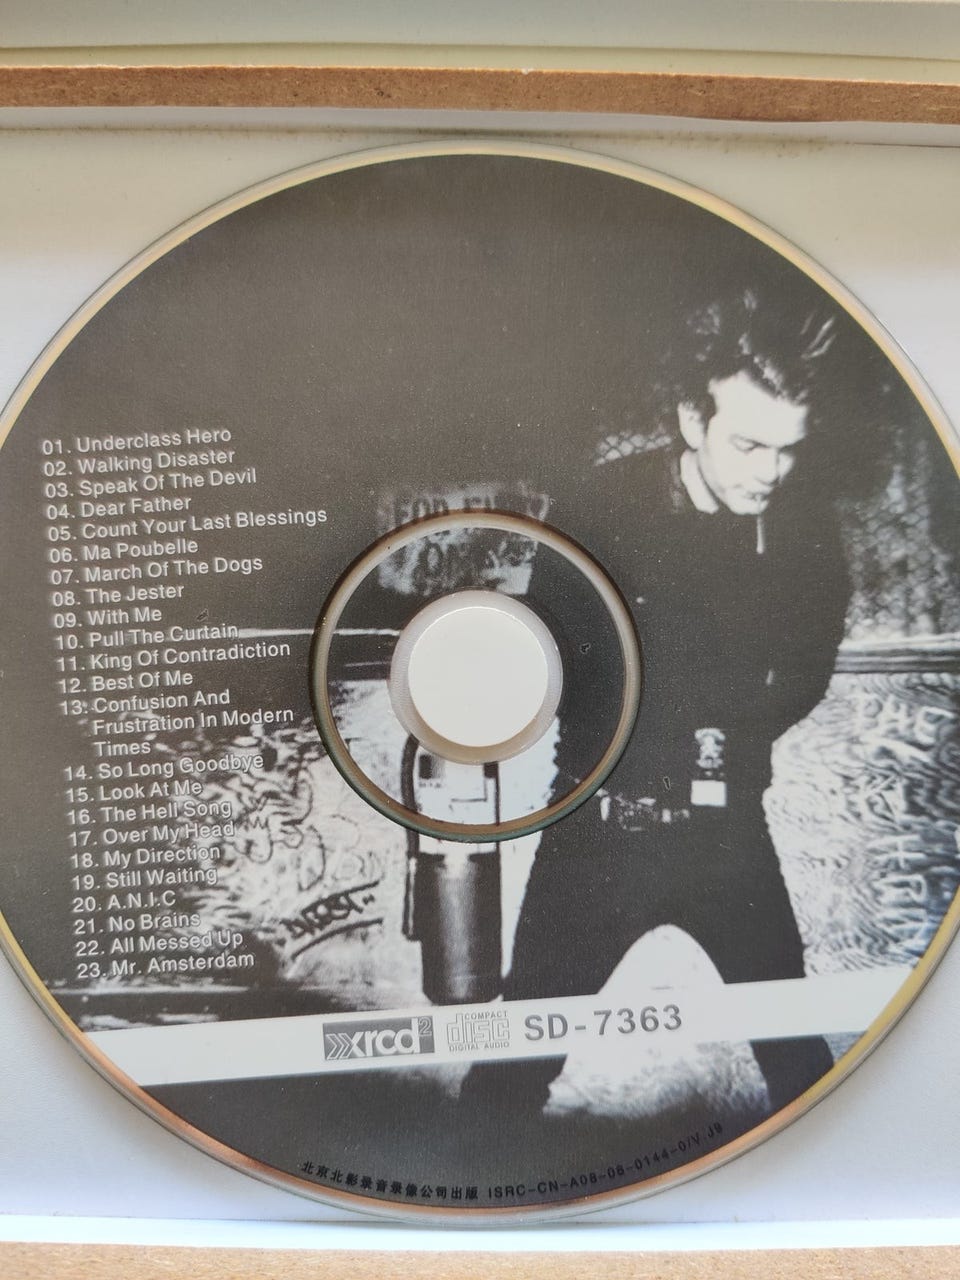 01. Underclass Hero
02. Walking Disaster
03. Speak Of The Devil
04. Dear Father
05. Count Your Last Blessings
06. Ma Poubelle
07. March Of The Dogs
08. The Jester
09. With Me
10. Pull The Curtain
11. King Of Contradiction
12. Best Of Me
13. Confusion And
Frustration In Modern
Times
14. So Long Goodbye
15. Look At Me
16. The Hell Song
17. Over My Head
18. My Direction
19. Still Waiting
20. A.N.I.C
21. No Brains
22. All Messed Up
23. Mr. Amsterdam
xrcd2 COMPACT disc DIGITAL AUDIO SD-7363
北京北影录音录像公司出版 ISRC-CN-A08-08-0144-0/V.J9